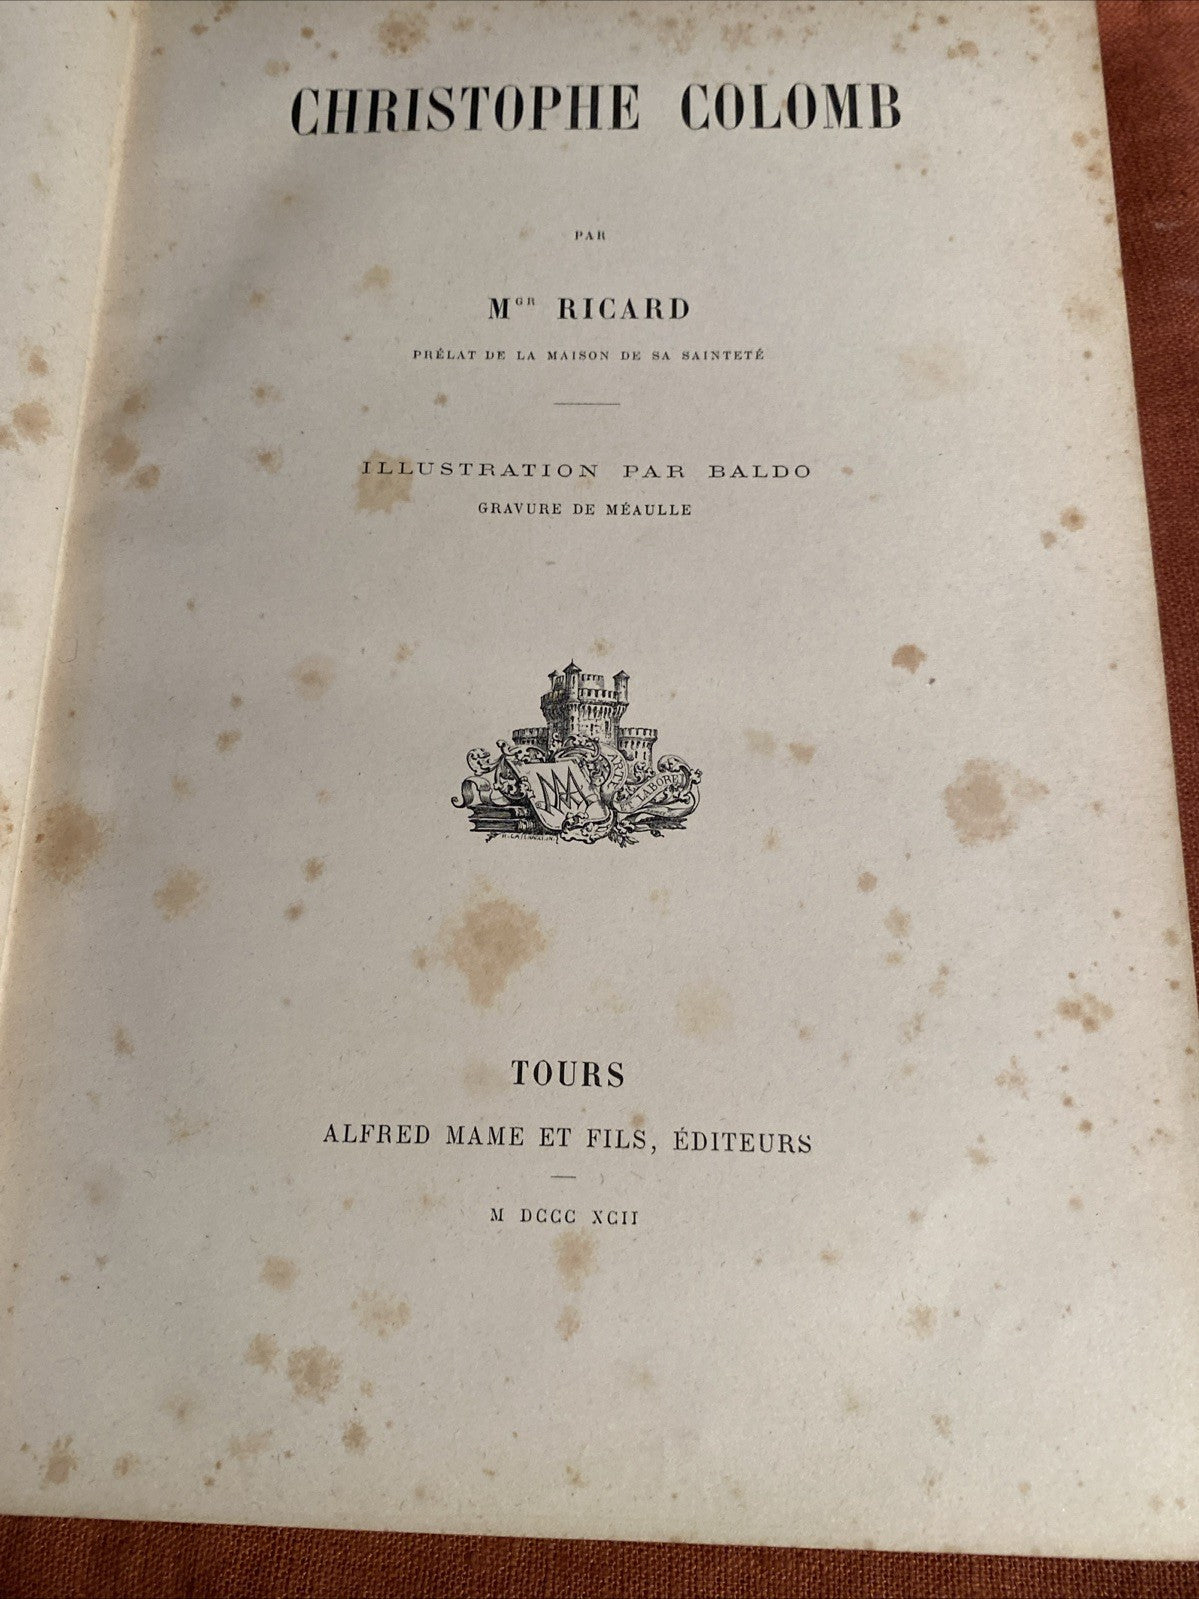 CHRISTOPHE COLOMB
PAR
MGR RICARD
PRÉLAT DE LA MAISON DE SA SAINTETÉ
ILLUSTRATION PAR BALDO
GRAVURE DE MÉAULLE
ARTE
LABORE
TOURS
ALFRED MAME ET FILS, ÉDITEURS
M DCCC XCII